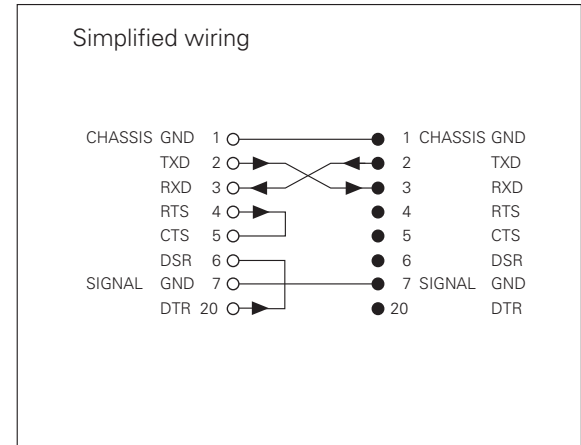 Simplified wiring
CHASSIS GND 1 1 CHASSIS GND
TXD 2 2 TXD
RXD 3 3 RXD
RTS 4 4 RTS
CTS 5 5 CTS
DSR 6 6 DSR
SIGNAL GND 7 7 SIGNAL GND
DTR 20 20 DTR